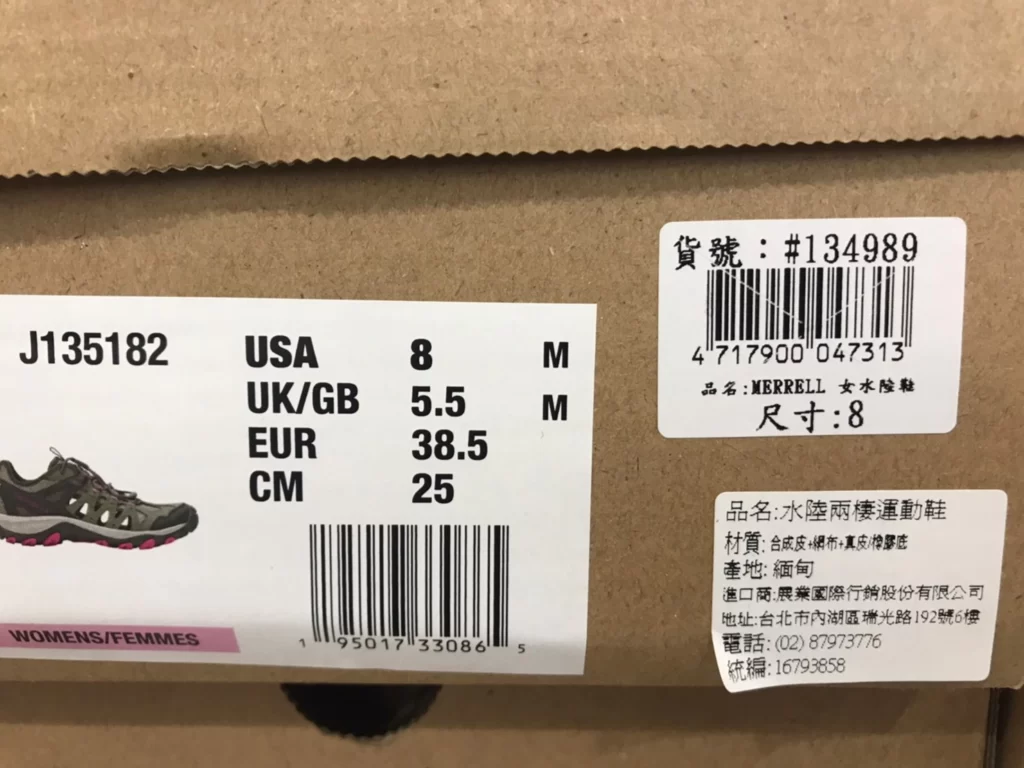 J135182
USA 8 M
UK/GB 5.5 M
EUR 38.5
CM 25
WOMENS/FEMMES
1 95017 33086 5
貨號：#134989
4 717900 047313
品名:MERRELL 女水陸鞋
尺寸:8
品名:水陸兩棲運動鞋
材質:合成皮+網布+真皮/橡膠底
產地:緬甸
進口商:展業國際行銷股份有限公司
地址:台北市內湖區瑞光路192號6樓
電話:(02) 87973776
統編:16793858